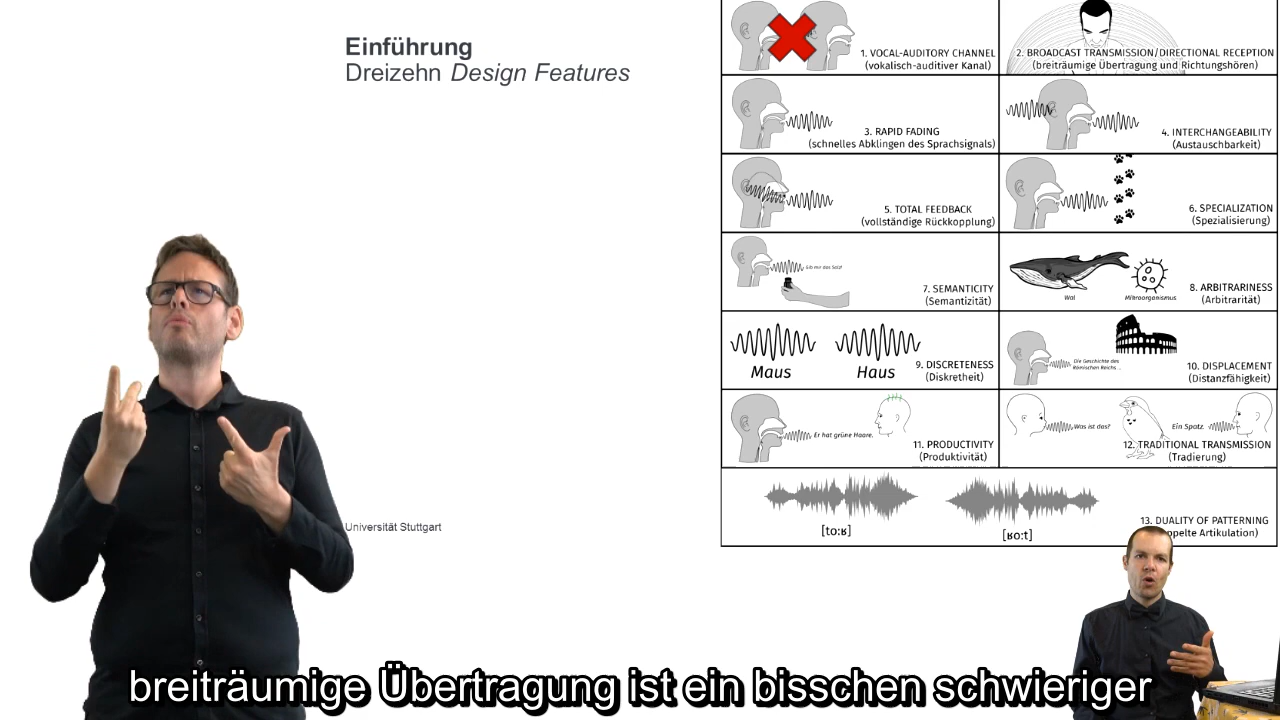 Einführung
Dreizehn Design Features
1. VOCAL-AUDITORY CHANNEL
(vokalisch-auditiver Kanal)
2. BROADCAST TRANSMISSION/DIRECTIONAL RECEPTION
(breiträumige Übertragung und Richtungshören)
3. RAPID FADING
(schnelles Abklingen des Sprachsignals)
4. INTERCHANGEABILITY
(Austauschbarkeit)
5. TOTAL FEEDBACK
(vollständige Rückkopplung)
6. SPECIALIZATION
(Spezialisierung)
Gib mir das Salz!
7. SEMANTICITY
(Semantizität)
Wal
Mikroorganismus
8. ARBITRARINESS
(Arbitrarität)
Maus
Haus
9. DISCRETENESS
(Diskretheit)
Die Geschichte des
Römischen Reichs ...
10. DISPLACEMENT
(Distanzfähigkeit)
Er hat grüne Haare.
11. PRODUCTIVITY
(Produktivität)
Was ist das?
Ein Spatz.
12. TRADITIONAL TRANSMISSION
(Tradierung)
[to:ʁ]
[ʁo:t]
13. DUALITY OF PATTERNING
ppelte Artikulation)
Universität Stuttgart
breiträumige Übertragung ist ein bisschen schwieriger